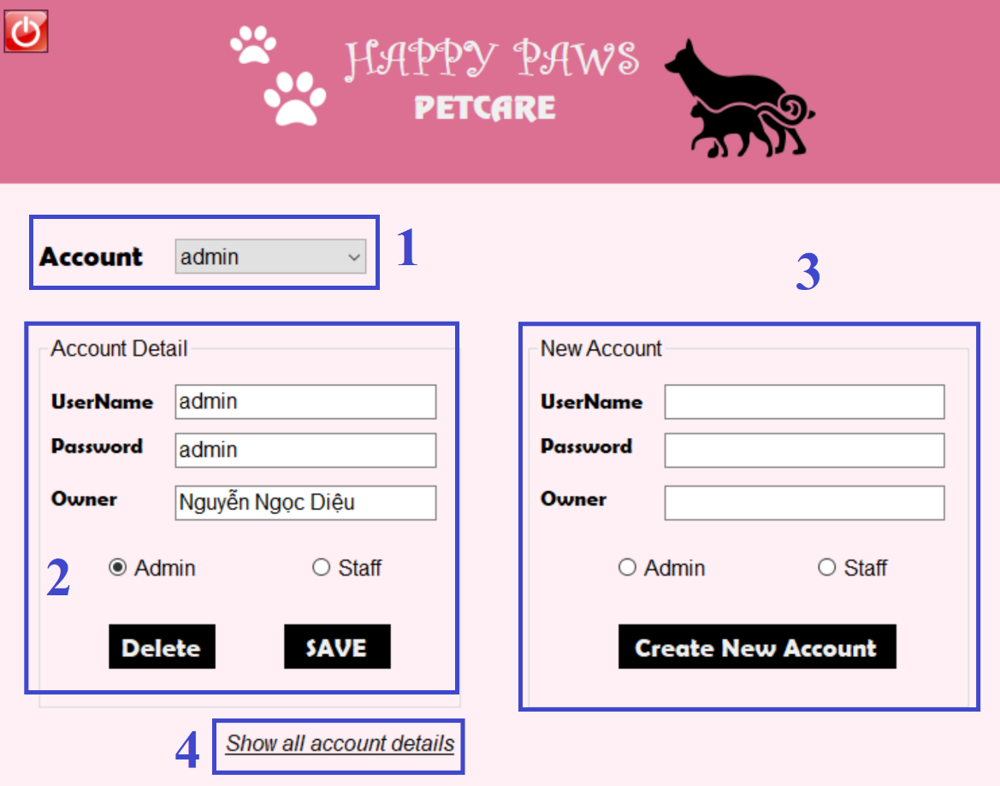 HAPPY PAWS
PETCARE
Account admin 1
3
Account Detail
UserName admin
Password admin
Owner Nguyễn Ngọc Diệu
2 Admin Staff
Delete SAVE
New Account
UserName
Password
Owner
Admin Staff
Create New Account
4 Show all account details